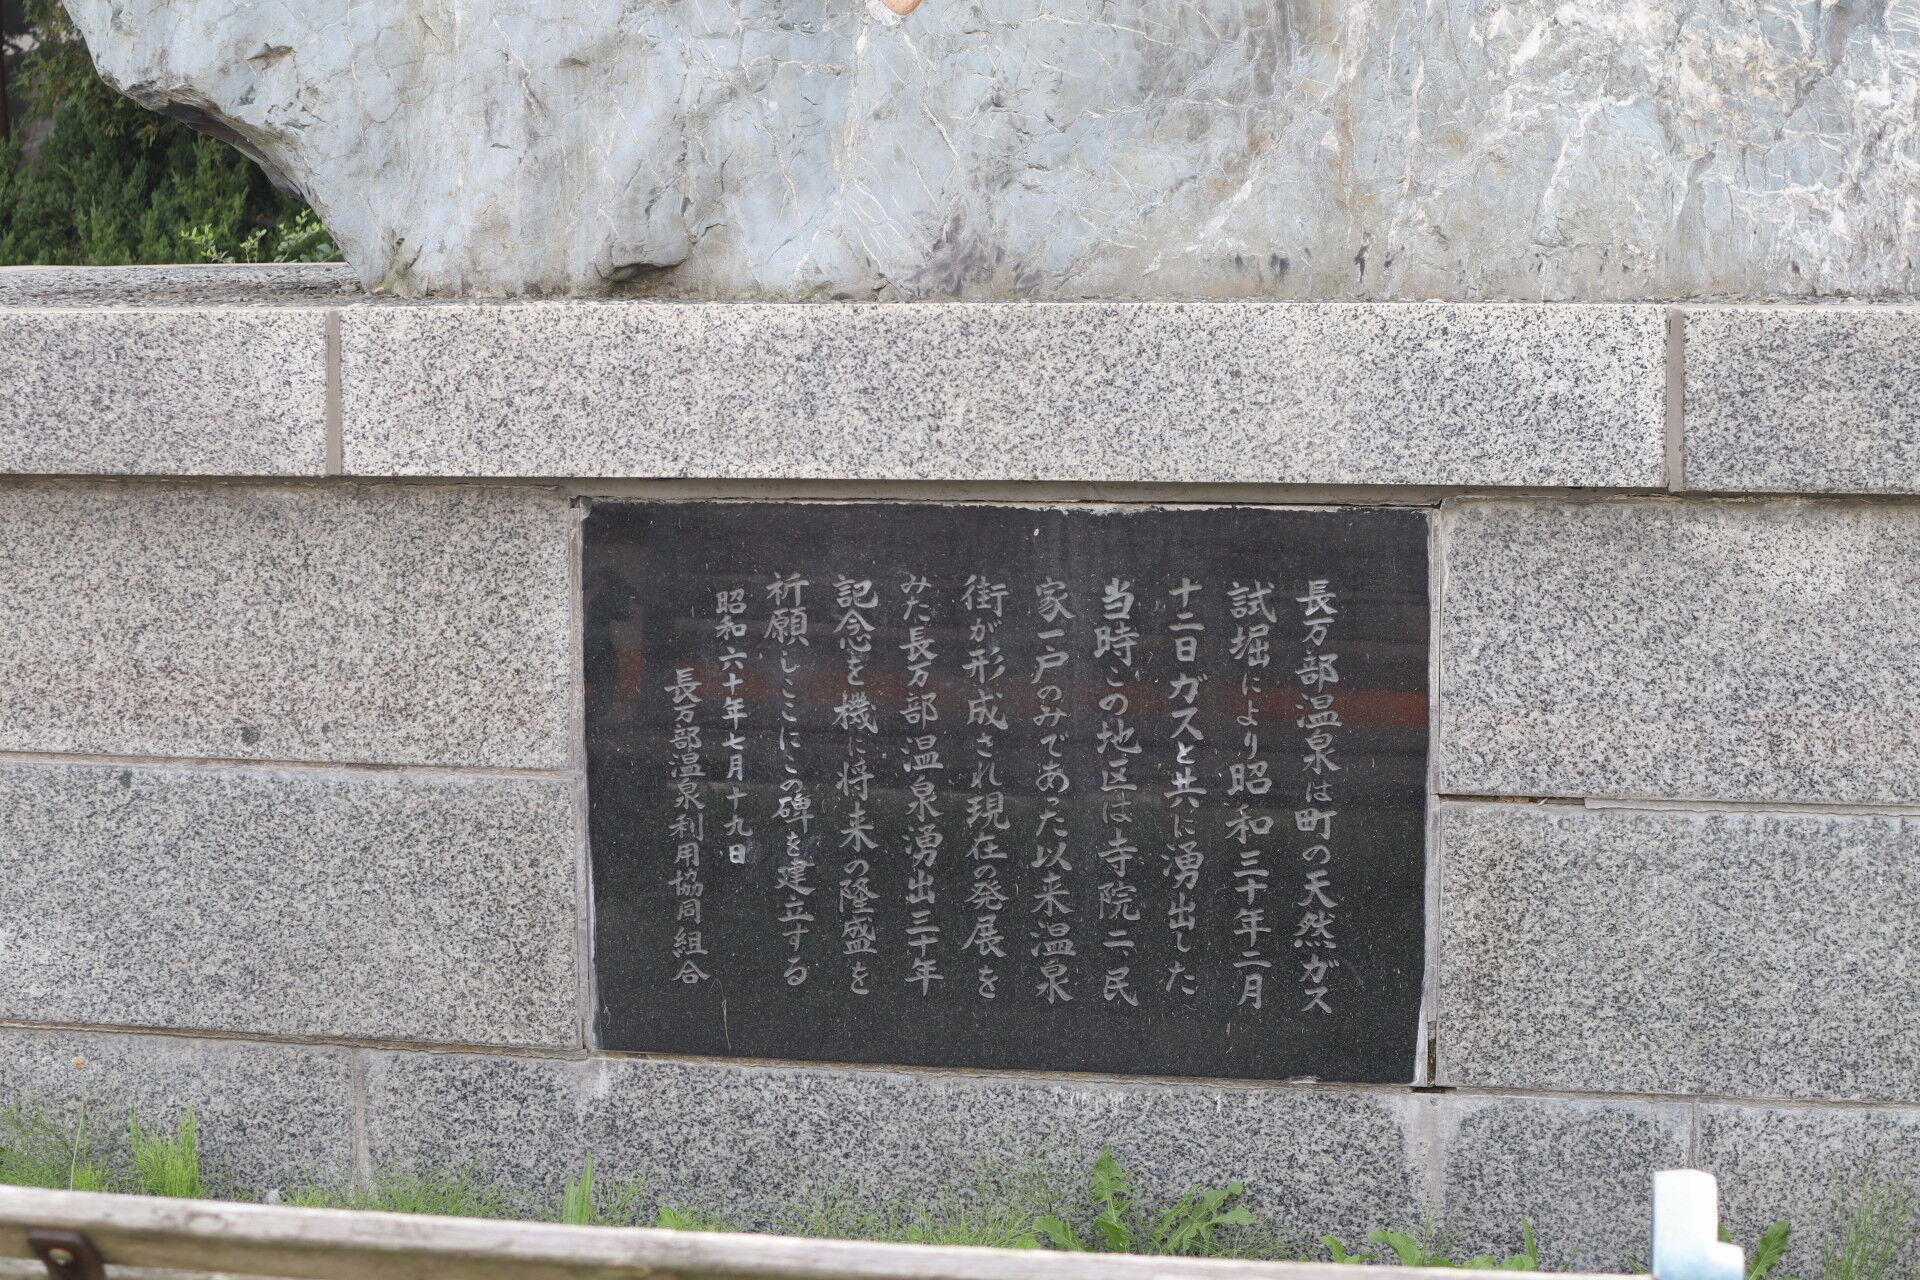 長万部温泉は町の天然ガス
試堀により昭和三十年二月
十二日ガスと共に湧出した
当時この地区は寺院二、民
家一戸のみであった以来温泉
街が形成され現在の発展を
みた長万部温泉湧出三十年
記念を機に将来の隆盛を
祈願しここにこの碑を建立する
昭和六十年七月十九日
長万部温泉利用協同組合